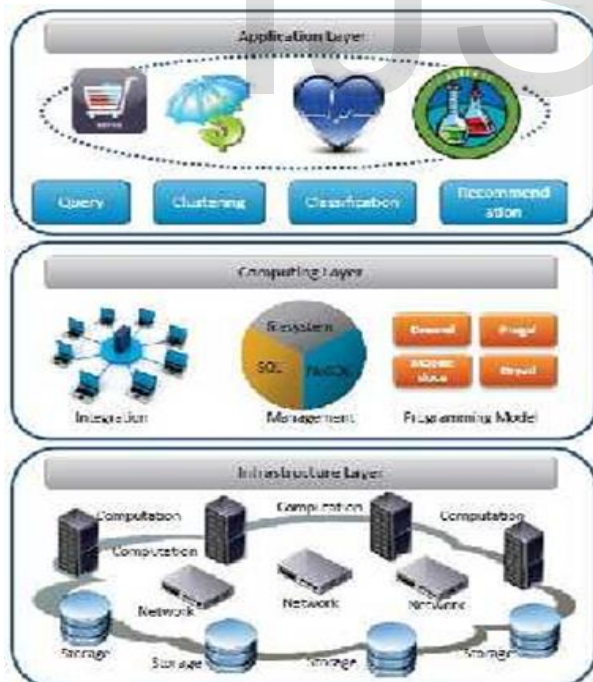 Application Layer
Query
Clustering
Classification
Recommend
ation
Computing Layer
Filesystem
SQL
NoSQL
Integration
Management
Programming Model
Infrastructure Layer
Computation
Computation
Computation
Computation
Network
Network
Network
Storage
Storage
Storage
Storage